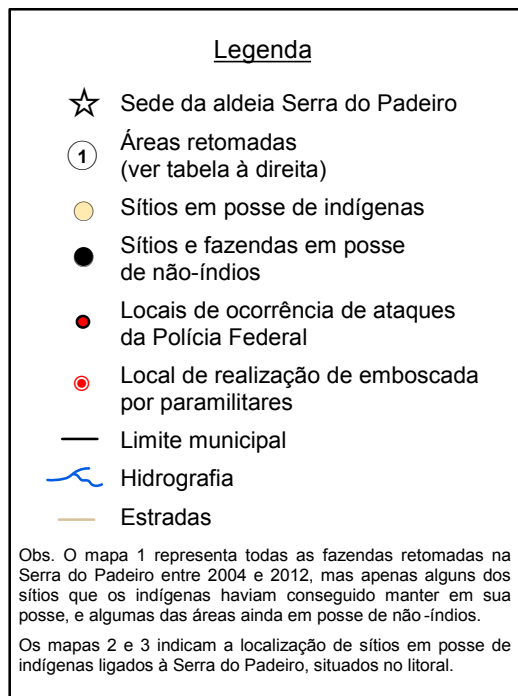 Legenda
Sede da aldeia Serra do Padeiro
1
Áreas retomadas
(ver tabela à direita)
Sítios em posse de indígenas
Sítios e fazendas em posse
de não-índios
Locais de ocorrência de ataques
da Polícia Federal
Local de realização de emboscada
por paramilitares
Limite municipal
Hidrografia
Estradas
Obs. O mapa 1 representa todas as fazendas retomadas na
Serra do Padeiro entre 2004 e 2012, mas apenas alguns dos
sítios que os indígenas haviam conseguido manter em sua
posse, e algumas das áreas ainda em posse de não -índios.
Os mapas 2 e 3 indicam a localização de sítios em posse de
indígenas ligados à Serra do Padeiro, situados no litoral.